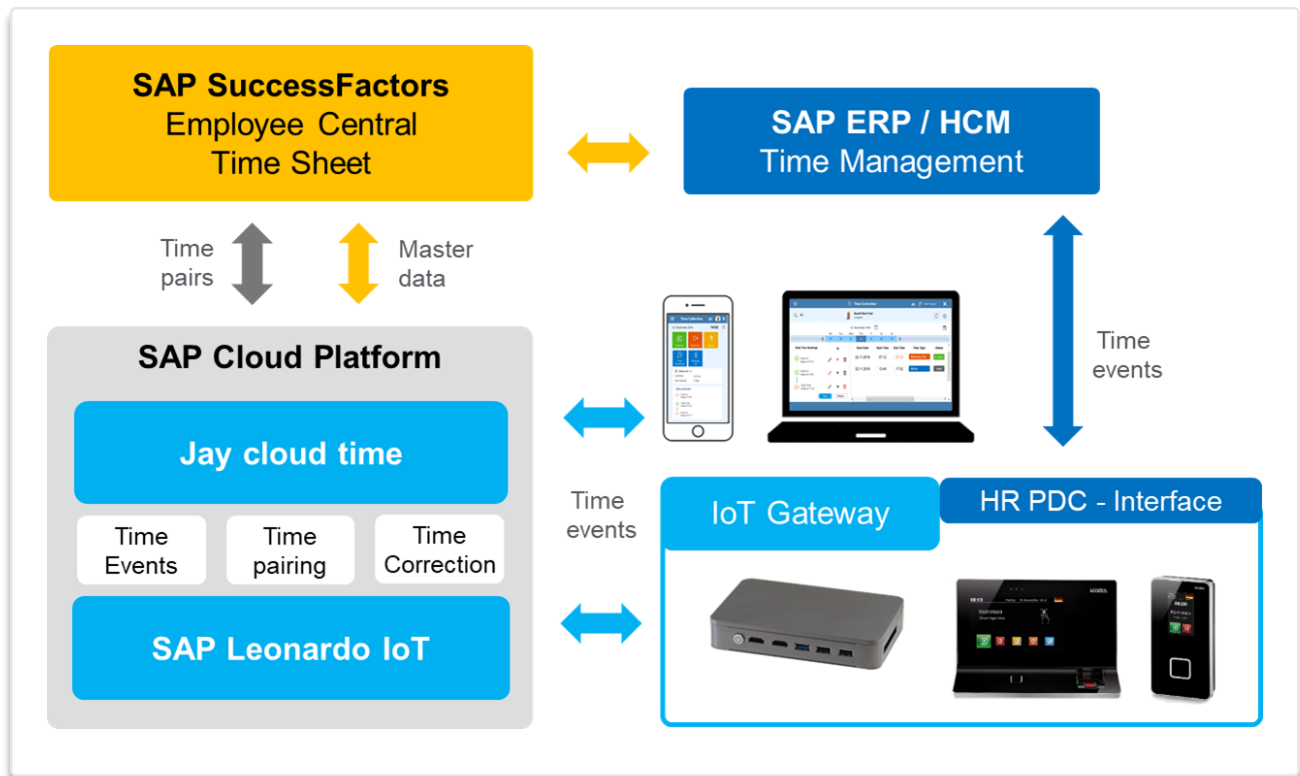 SAP SuccessFactors
Employee Central
Time Sheet
SAP ERP / HCM
Time Management
Time
pairs
Master
data
SAP Cloud Platform
Jay cloud time
Time
Events
Time
pairing
Time
Correction
SAP Leonardo IoT
Time
events
Time
events
IoT Gateway
HR PDC - Interface